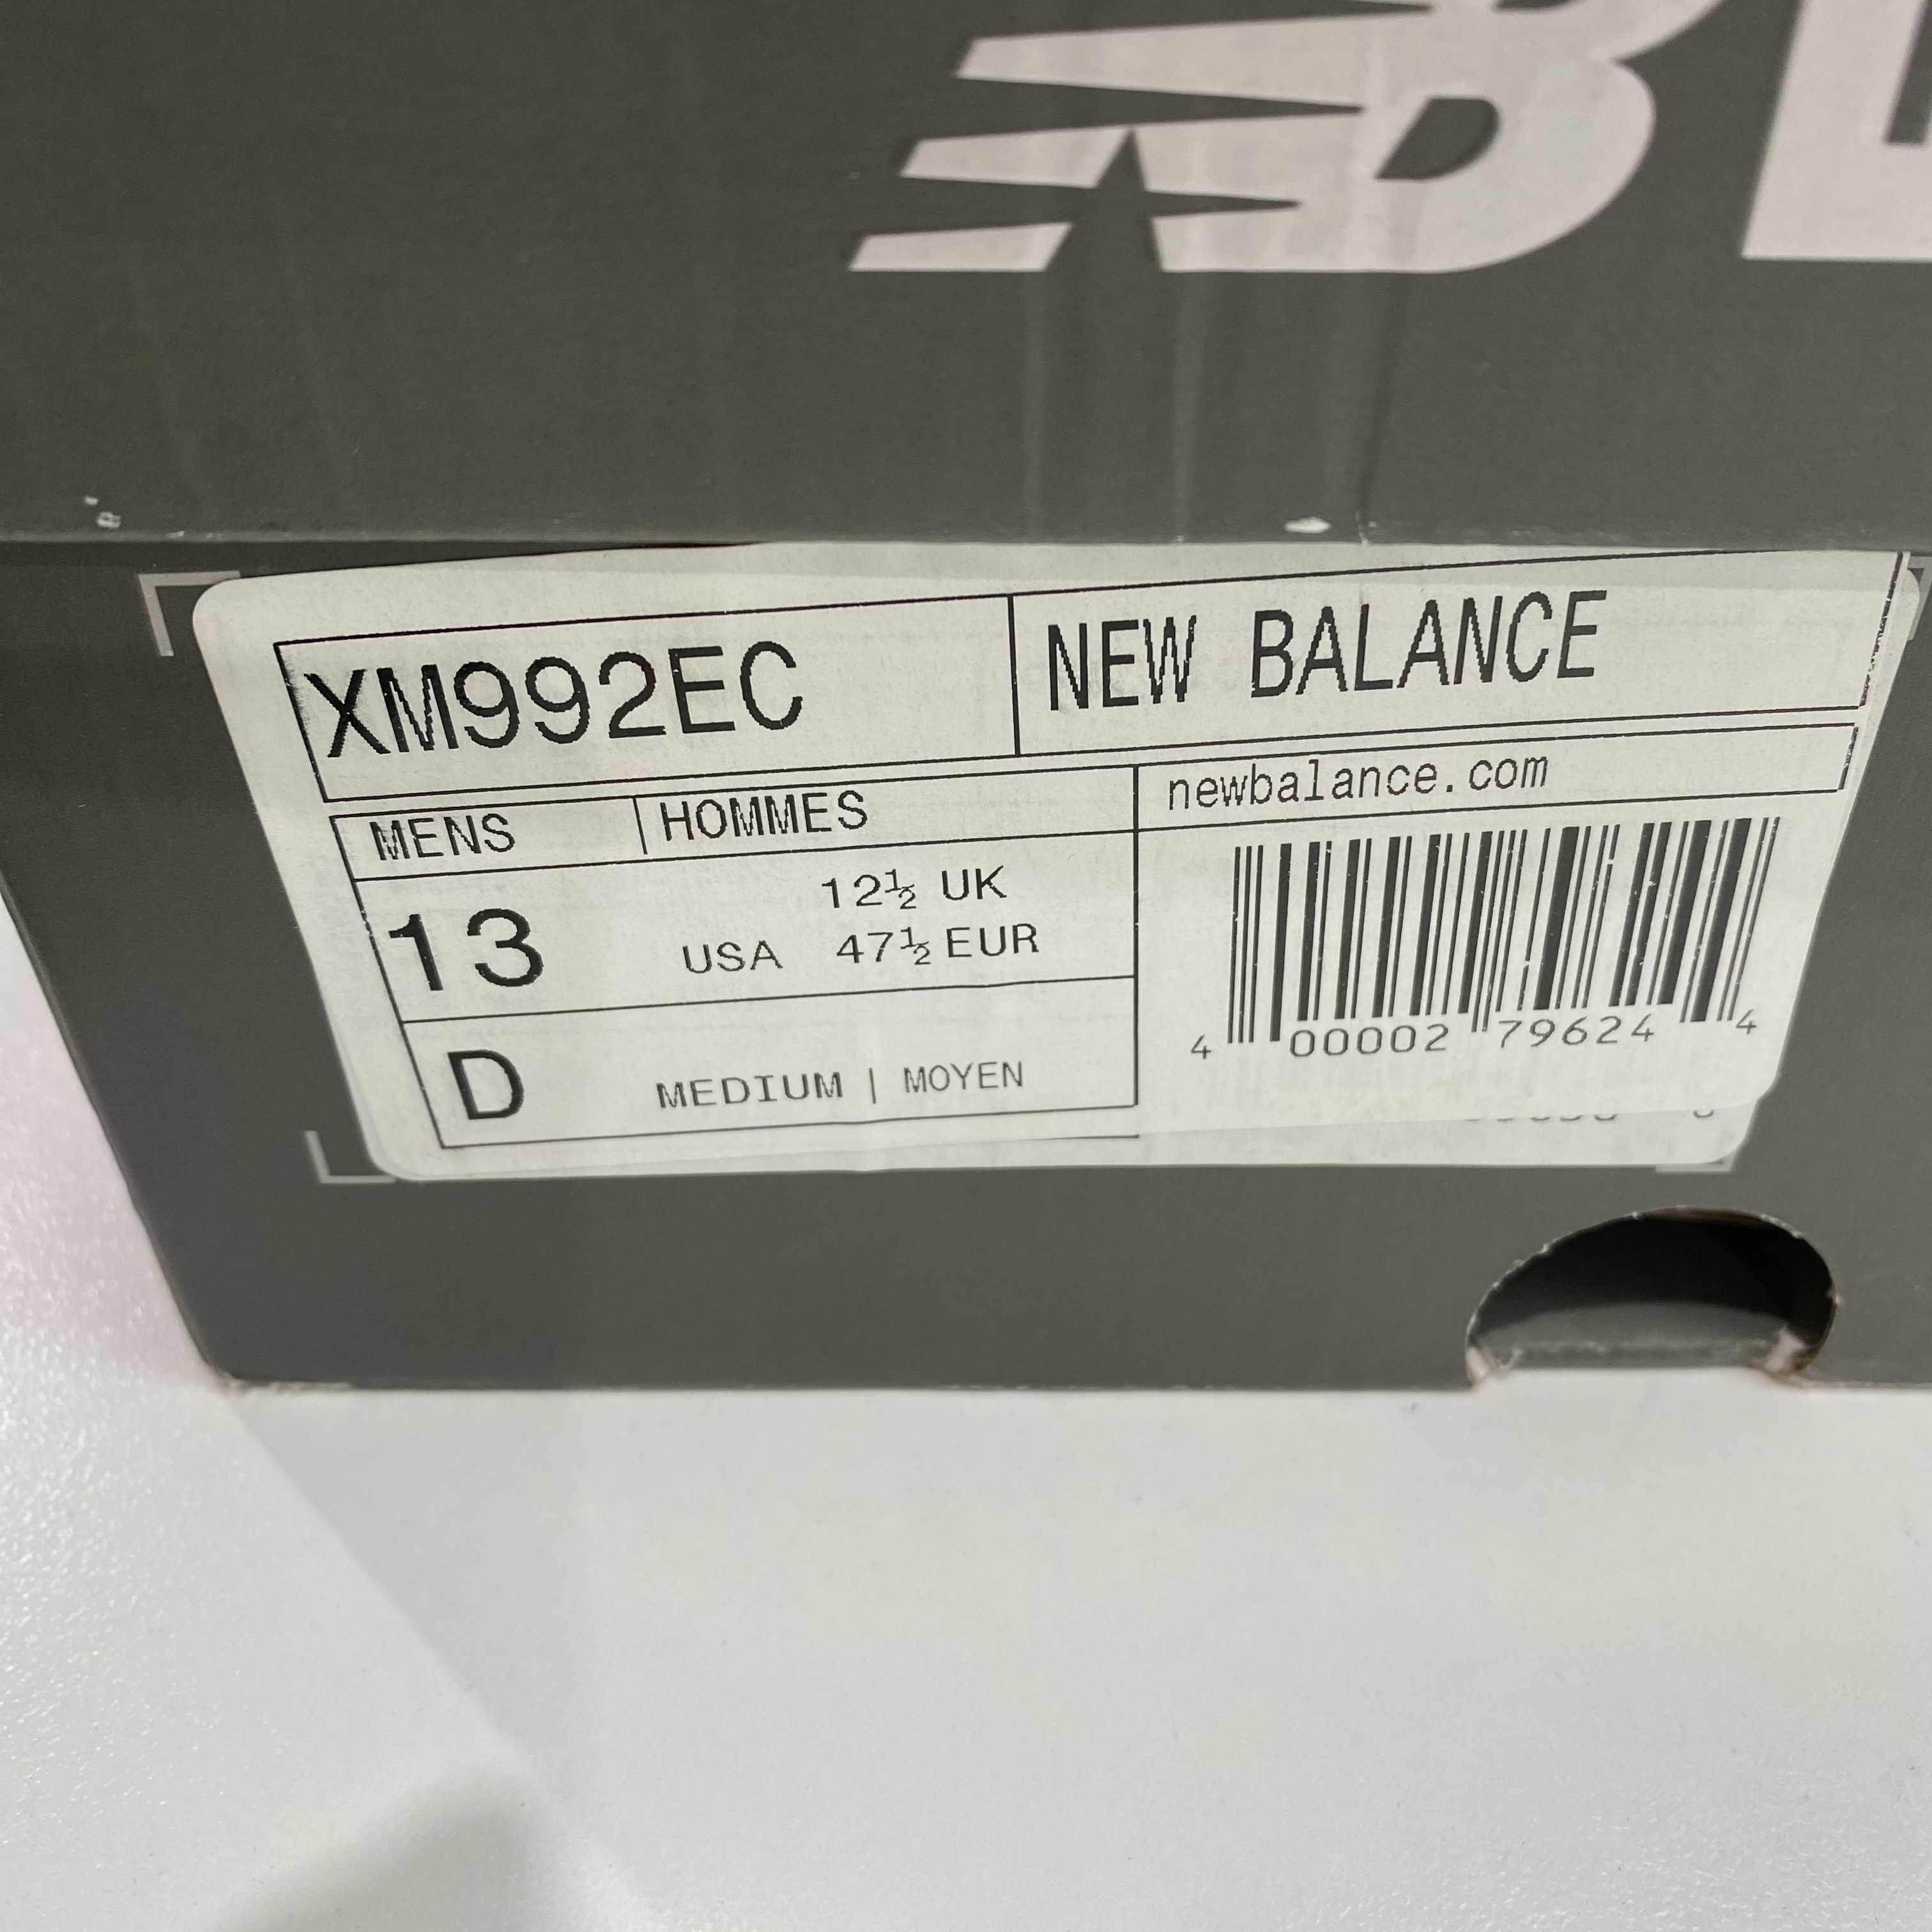 XM992EC
NEW BALANCE
newbalance.com
MENS HOMMES
12½ UK
13 USA 47½ EUR
D MEDIUM | MOYEN
4 00002 79624 4